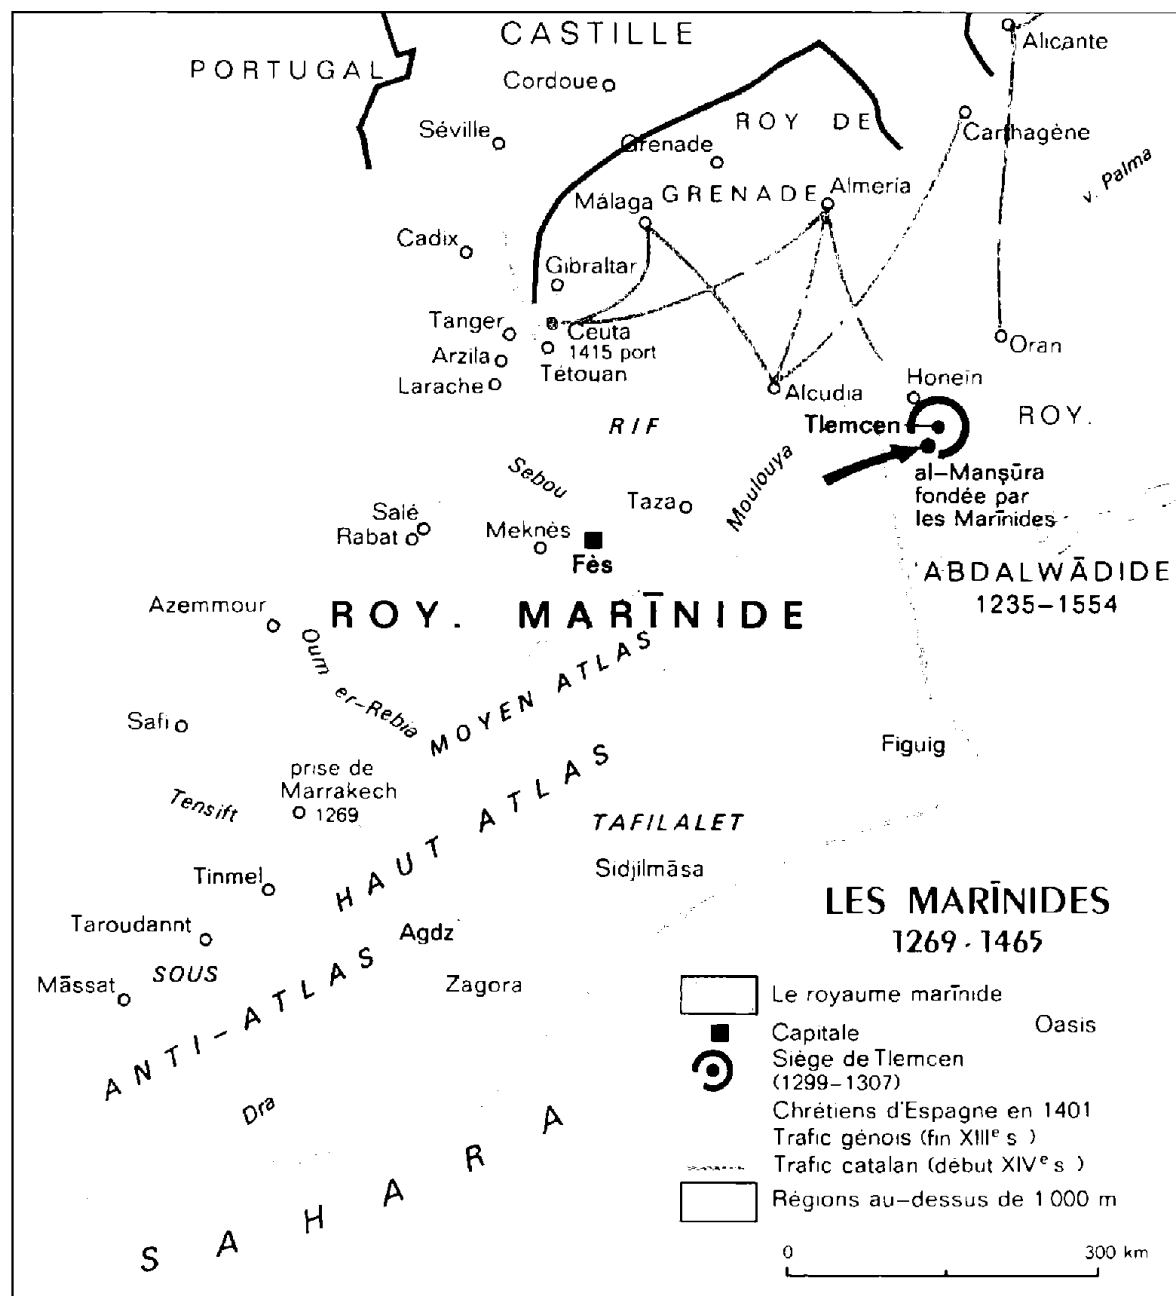 CASTILLE
PORTUGAL
Alicante
Cordoue
Séville
ROY DE
Carthagène
Grenade
v. Palma
GRENADE
Almería
Málaga
Cadix
Gibraltar
Tanger
Ceuta
1415 port
Arzila
Tétouan
Larache
Oran
Alcudia
Honeïn
RIF
Tlemcen
ROY.
Sebou
Moulouya
al-Manṣūra
fondée par
les Marīnides
Taza
Salé
Rabat
Meknès
Fès
'ABDALWĀDIDE
1235–1554
Azemmour
ROY. MARĪNIDE
Oum er-Rebia
MOYEN ATLAS
Safi
Figuig
prise de
Marrakech
1269
Tensift
HAUT ATLAS
TAFILALET
Sidjilmāsa
Tinmel
Taroudannt
Agdz
Māssat
SOUS
Zagora
ANTI-ATLAS
Dra
SAHARA
LES MARĪNIDES
1269 - 1465
Le royaume marīnide
Capitale
Oasis
Siège de Tlemcen
(1299–1307)
Chrétiens d'Espagne en 1401
Trafic génois (fin XIIIe s )
Trafic catalan (début XIVe s )
Régions au-dessus de 1000 m
0
300 km